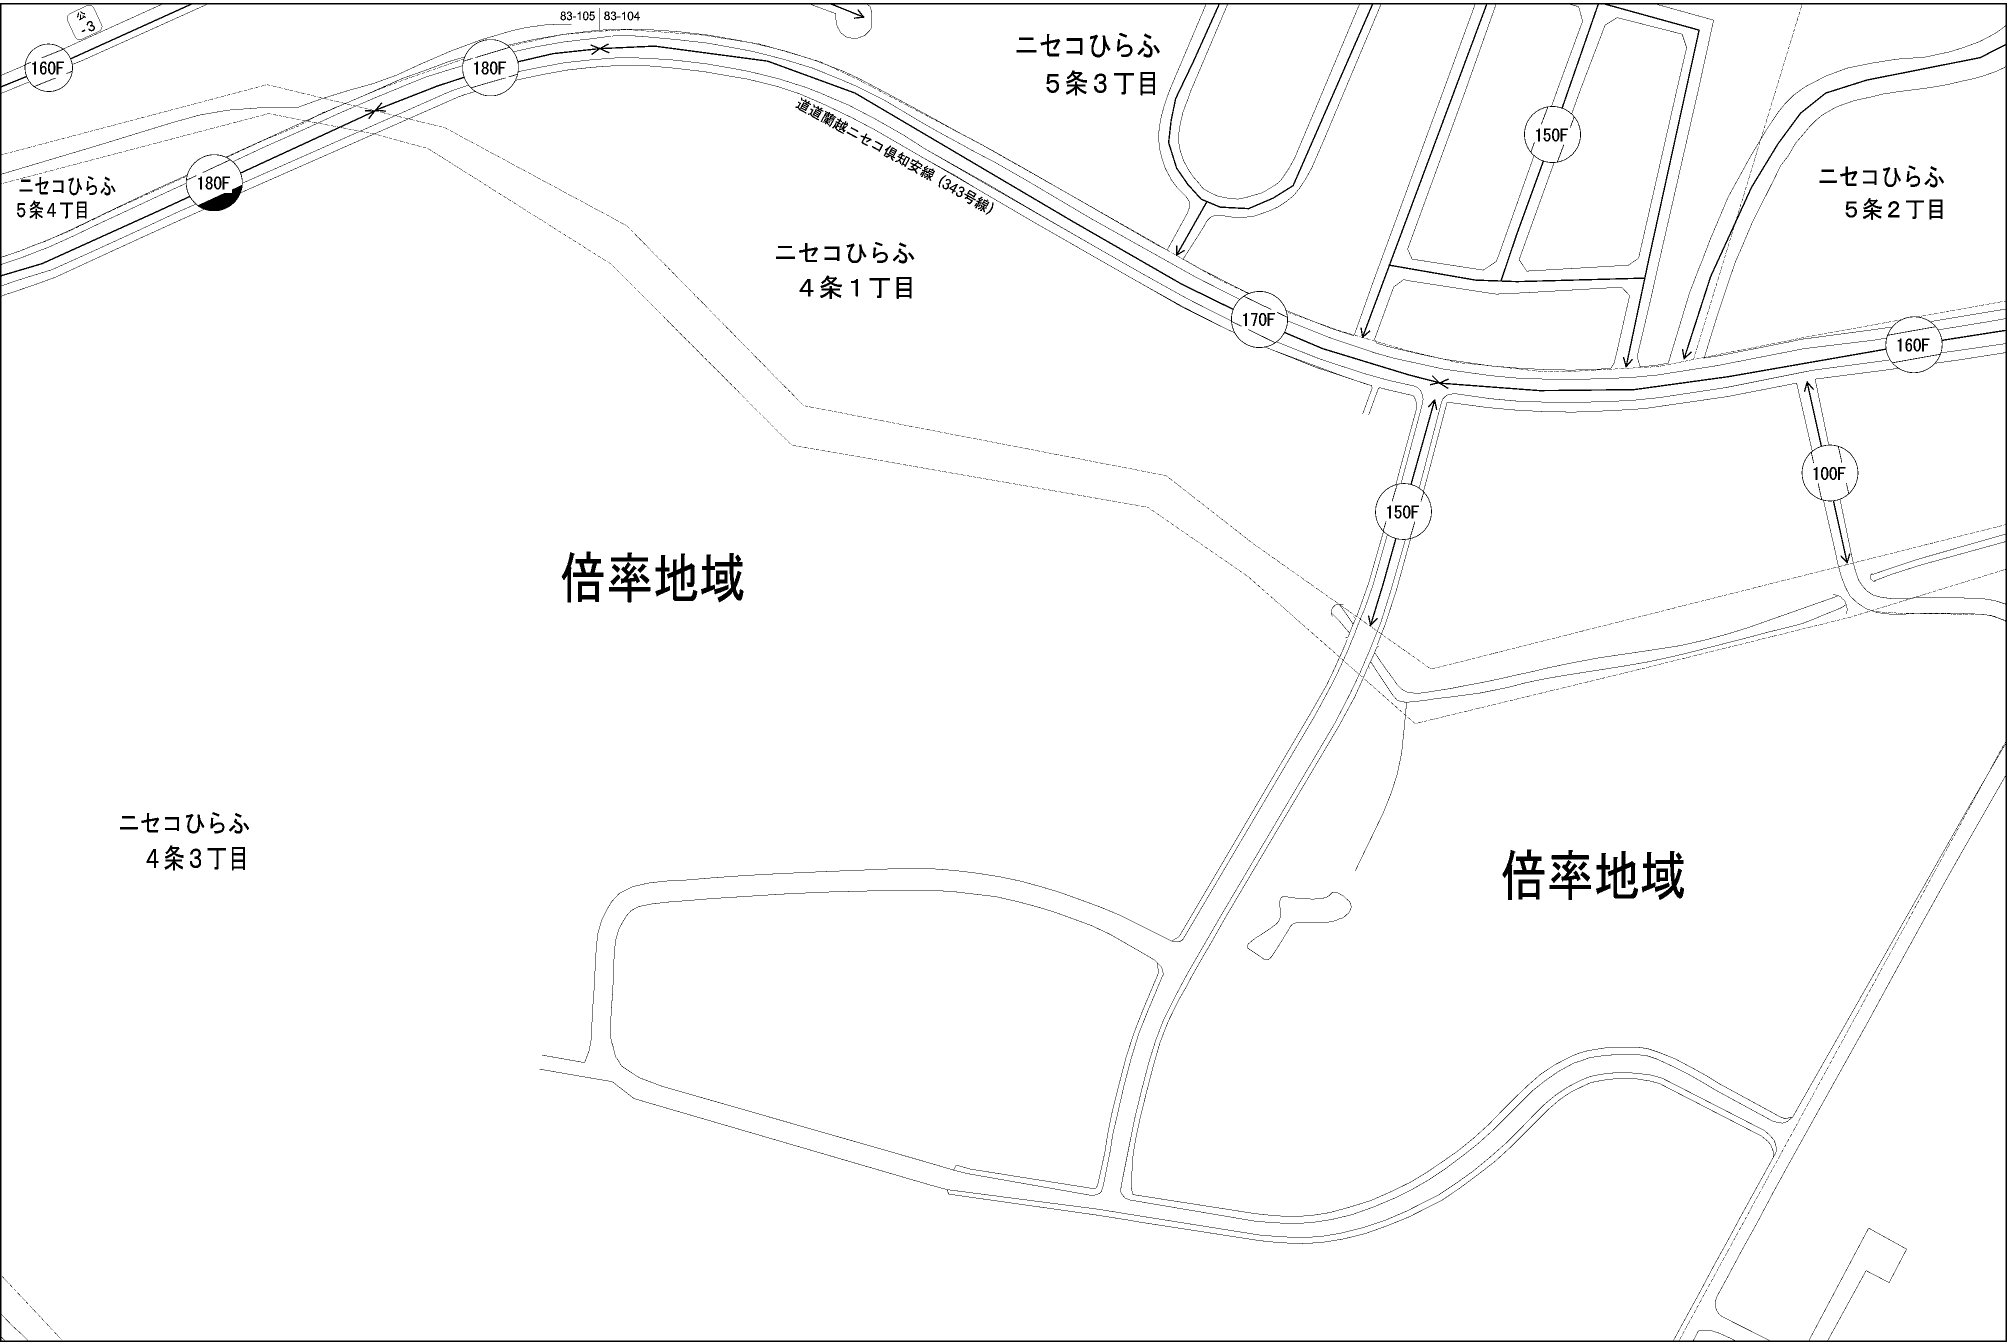 公
-3
83-105 83-104
160F
180F
ニセコひらふ
5条3丁目
道道蘭越ニセコ倶知安線 (343号線)
150F
180F
ニセコひらふ
5条4丁目
ニセコひらふ
5条2丁目
ニセコひらふ
4条1丁目
170F
160F
100F
150F
倍率地域
ニセコひらふ
4条3丁目
倍率地域